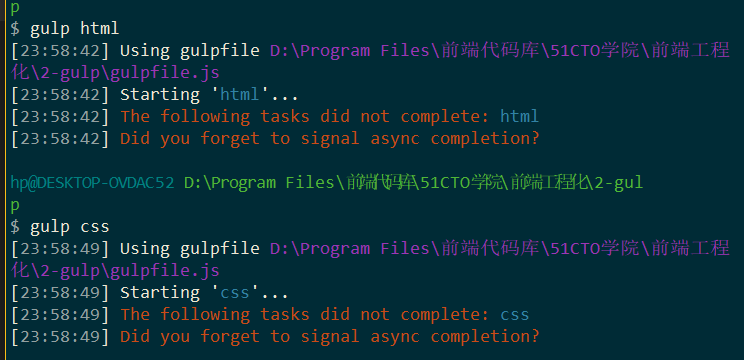 p
$ gulp html
[23:58:42] Using gulpfile D:\Program Files\前端代码库\51CTO学院\前端工程
化\2-gulp\gulpfile.js
[23:58:42] Starting 'html'...
[23:58:42] The following tasks did not complete: html
[23:58:42] Did you forget to signal async completion?
hp@DESKTOP-OVDAC52 D:\Program Files\前端代码库\51CTO学院\前端工程化\2-gul
p
$ gulp css
[23:58:49] Using gulpfile D:\Program Files\前端代码库\51CTO学院\前端工程
化\2-gulp\gulpfile.js
[23:58:49] Starting 'css'...
[23:58:49] The following tasks did not complete: css
[23:58:49] Did you forget to signal async completion?